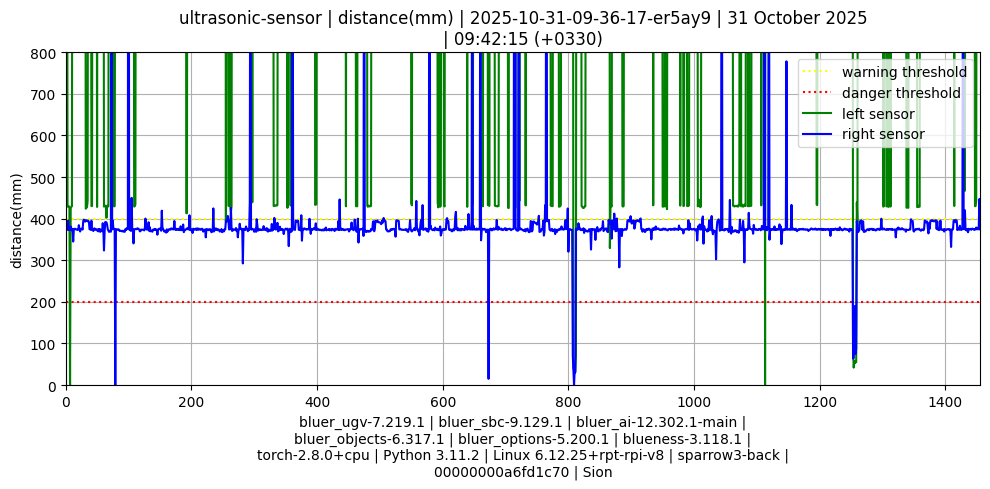 ultrasonic-sensor | distance(mm) | 2025-10-31-09-36-17-er5ay9 | 31 October 2025
| 09:42:15 (+0330)
800
700
600
500
400
300
200
100
0
distance(mm)
warning threshold
danger threshold
left sensor
right sensor
0 200 400 600 800 1000 1200 1400
bluer_ugv-7.219.1 | bluer_sbc-9.129.1 | bluer_ai-12.302.1-main |
bluer_objects-6.317.1 | bluer_options-5.200.1 | blueness-3.118.1 |
torch-2.8.0+cpu | Python 3.11.2 | Linux 6.12.25+rpt-rpi-v8 | sparrow3-back |
00000000a6fd1c70 | Sion